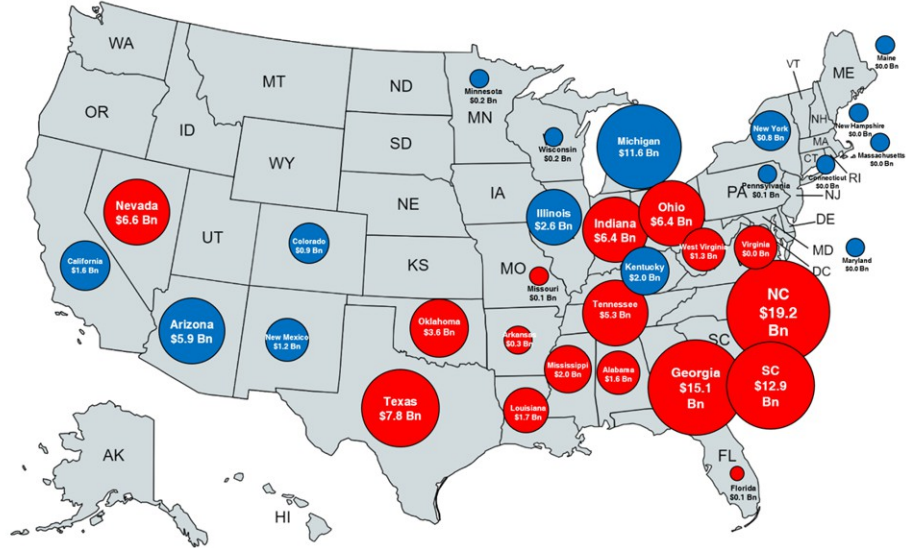 WA
MT
ND
MN
Minnesota
$0.2 Bn
VT
ME
Maine
$0.0 Bn
OR
ID
SD
Wisconsin
$0.2 Bn
Michigan
$11.6 Bn
New York
$0.8 Bn
NH
New Hampshire
$0.0 Bn
MA
Massachusetts
$0.0 Bn
CT
Connecticut
$0.0 Bn
RI
WY
IA
NE
PA
Pennsylvania
$0.1 Bn
NJ
DE
MD
DC
Maryland
$0.0 Bn
Nevada
$6.6 Bn
UT
Colorado
$0.9 Bn
KS
MO
Missouri
$0.1 Bn
Illinois
$2.6 Bn
Indiana
$6.4 Bn
Ohio
$6.4 Bn
West Virginia
$1.3 Bn
Virginia
$0.0 Bn
Kentucky
$2.0 Bn
California
$1.6 Bn
Arizona
$5.9 Bn
New Mexico
$1.2 Bn
Oklahoma
$3.6 Bn
Arkansas
$0.3 Bn
Tennessee
$5.3 Bn
NC
$19.2
Bn
SC
Texas
$7.8 Bn
Louisiana
$1.7 Bn
Mississippi
$2.0 Bn
Alabama
$1.6 Bn
Georgia
$15.1
Bn
SC
$12.9
Bn
FL
Florida
$0.1 Bn
AK
HI